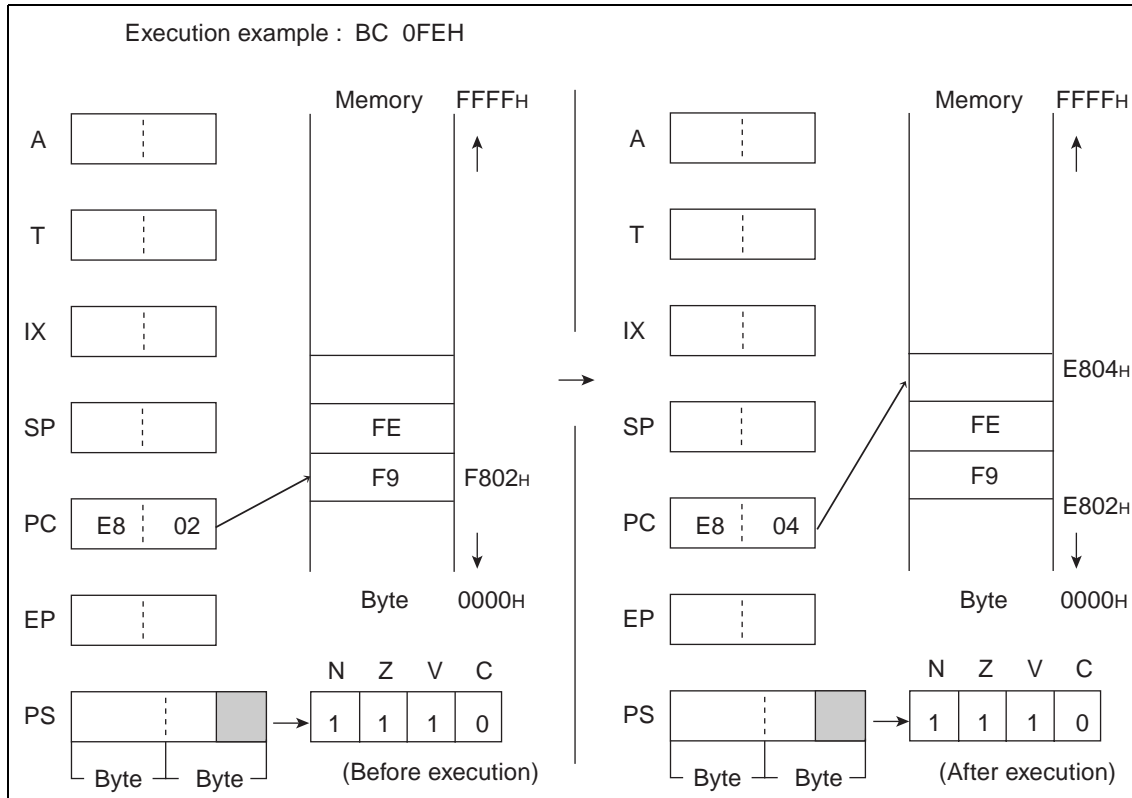 Execution example : BC 0FEH
Memory FFFFH
A
T
IX
SP
FE
F9 F802H
PC E8 02
Byte 0000H
EP
N Z V C
PS
1 1 1 0
Byte Byte (Before execution)
Memory FFFFH
A
T
IX
E804H
SP
FE
F9
E802H
PC E8 04
Byte 0000H
EP
N Z V C
PS
1 1 1 0
Byte Byte (After execution)